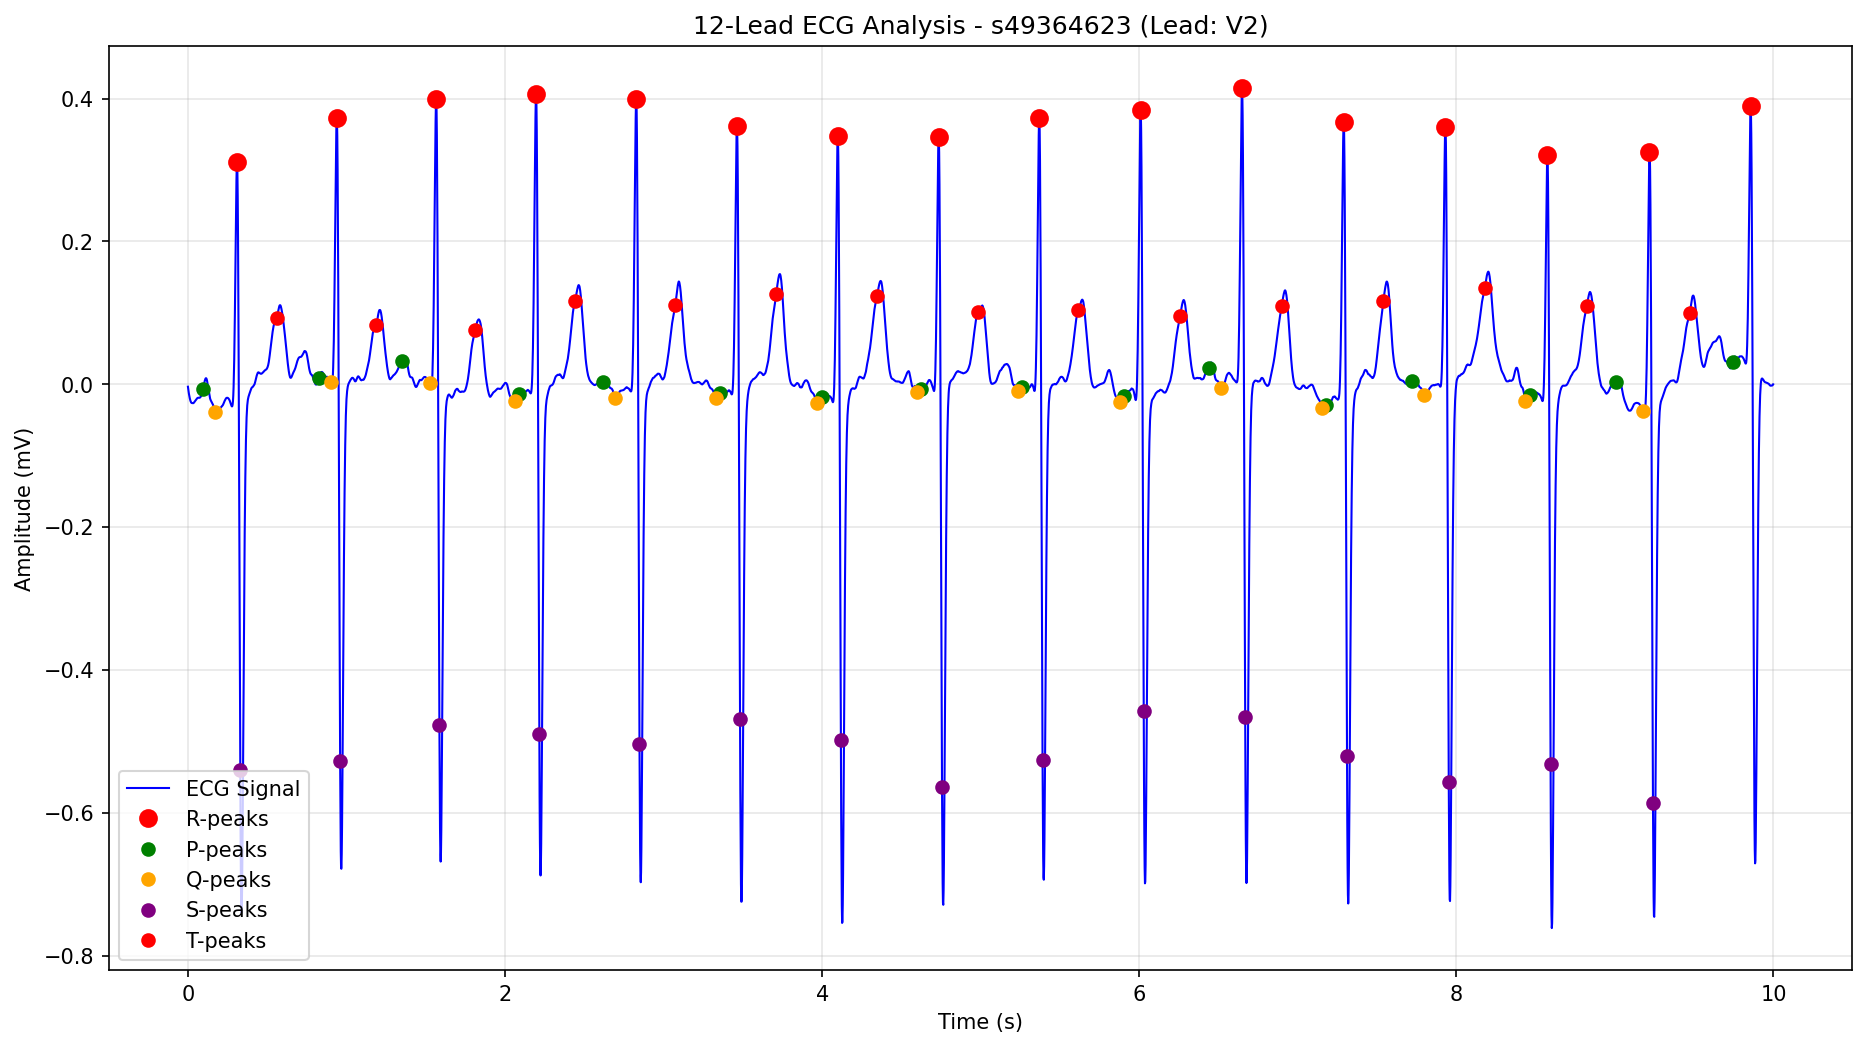 12-Lead ECG Analysis - s49364623 (Lead: V2)
0.4
0.2
0.0
−0.2
−0.4
−0.6
−0.8
Amplitude (mV)
ECG Signal
R-peaks
P-peaks
Q-peaks
S-peaks
T-peaks
0 2 4 6 8 10
Time (s)